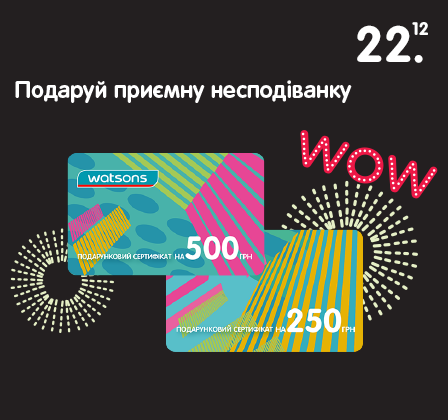 22.12
Подаруй приємну несподіванку
WOW
watsons
ПОДАРУНКОВИЙ СЕРТИФІКАТ НА 500 ГРН
ПОДАРУНКОВИЙ СЕРТИФІКАТ НА 250 ГРН